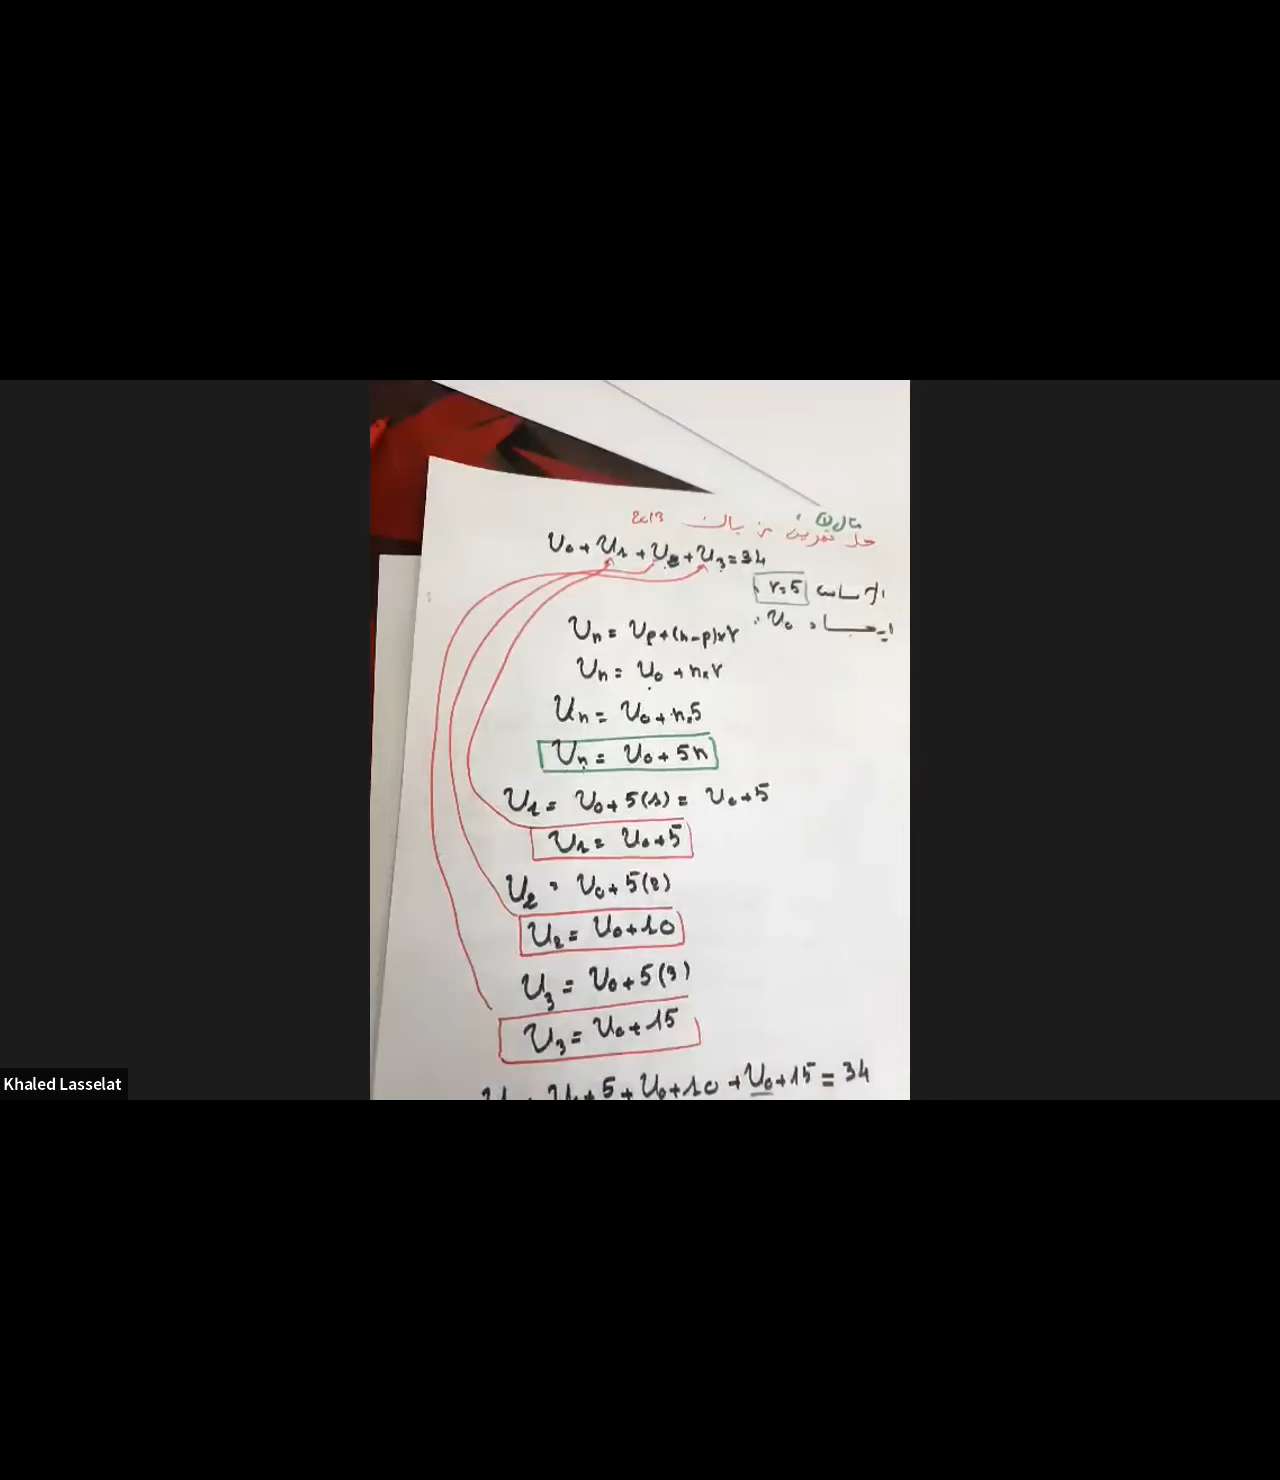 مثال ①:
حل تمرين من باك 2013
U₀ + U₁ + U₂ + U₃ = 34
الأساس r=5
إيجاد U₀:
Uₙ = Uₚ + (n-p)×r
Uₙ = U₀ + n×r
Uₙ = U₀ + n.5
Uₙ = U₀ + 5n
U₁ = U₀ + 5(1) = U₀ + 5
U₁ = U₀ + 5
U₂ = U₀ + 5(2)
U₂ = U₀ + 10
U₃ = U₀ + 5(3)
U₃ = U₀ + 15
+ 5 + U₀ + 10 + U₀ + 15 = 34
Khaled Lasselat